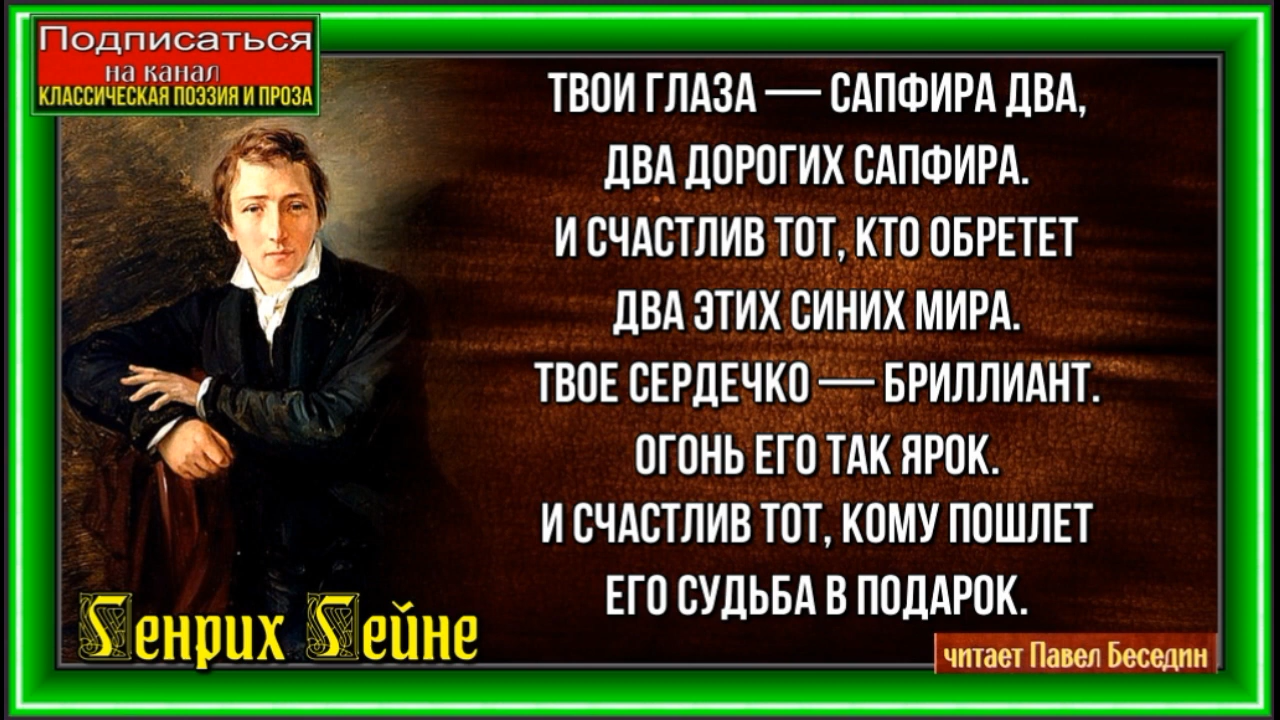 Подписаться
на канал
КЛАССИЧЕСКАЯ ПОЭЗИЯ И ПРОЗА
ТВОИ ГЛАЗА — САПФИРА ДВА,
ДВА ДОРОГИХ САПФИРА.
И СЧАСТЛИВ ТОТ, КТО ОБРЕТЕТ
ДВА ЭТИХ СИНИХ МИРА.
ТВОЕ СЕРДЕЧКО — БРИЛЛИАНТ.
ОГОНЬ ЕГО ТАК ЯРОК.
И СЧАСТЛИВ ТОТ, КОМУ ПОШЛЕТ
ЕГО СУДЬБА В ПОДАРОК.
Генрих Гейне
читает Павел Беседин